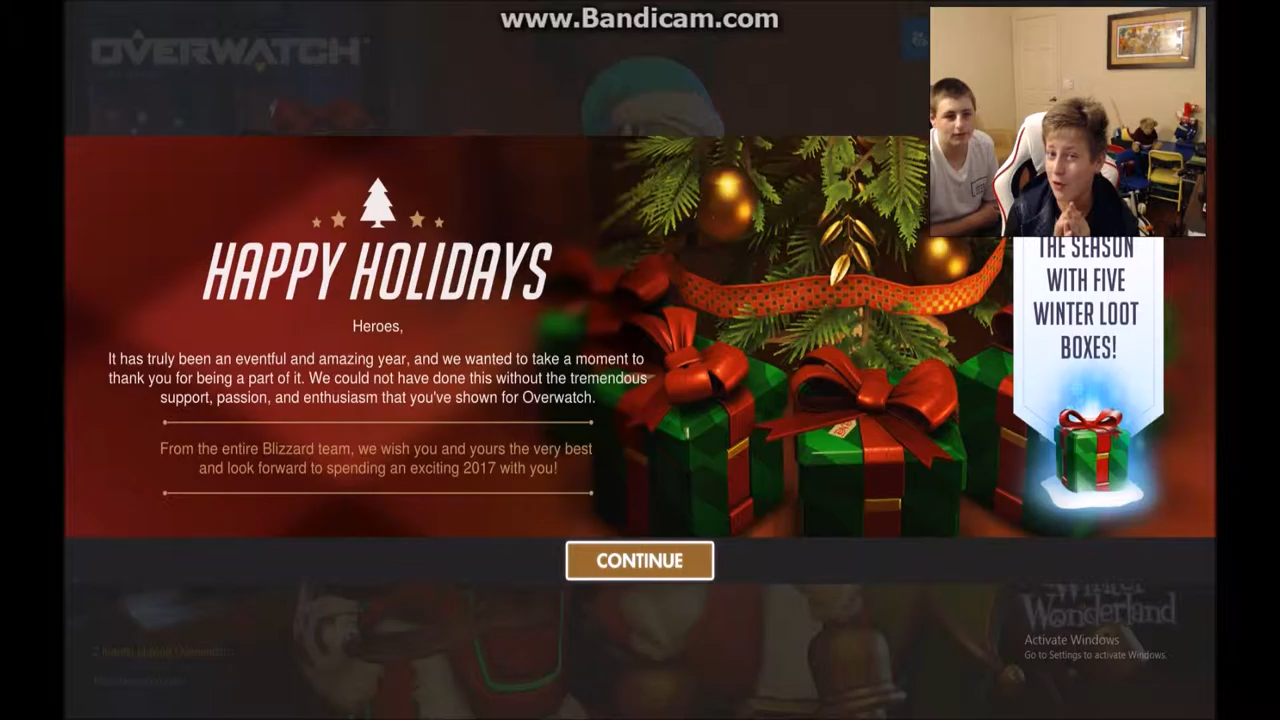 www.Bandicam.com
OVERWATCH
HAPPY HOLIDAYS
Heroes,
It has truly been an eventful and amazing year, and we wanted to take a moment to
thank you for being a part of it. We could not have done this without the tremendous
support, passion, and enthusiasm that you've shown for Overwatch.
From the entire Blizzard team, we wish you and yours the very best
and look forward to spending an exciting 2017 with you!
THE SEASON
WITH FIVE
WINTER LOOT
BOXES!
CONTINUE
Winter
Wonderland
Activate Windows
Go to Settings to activate Windows.